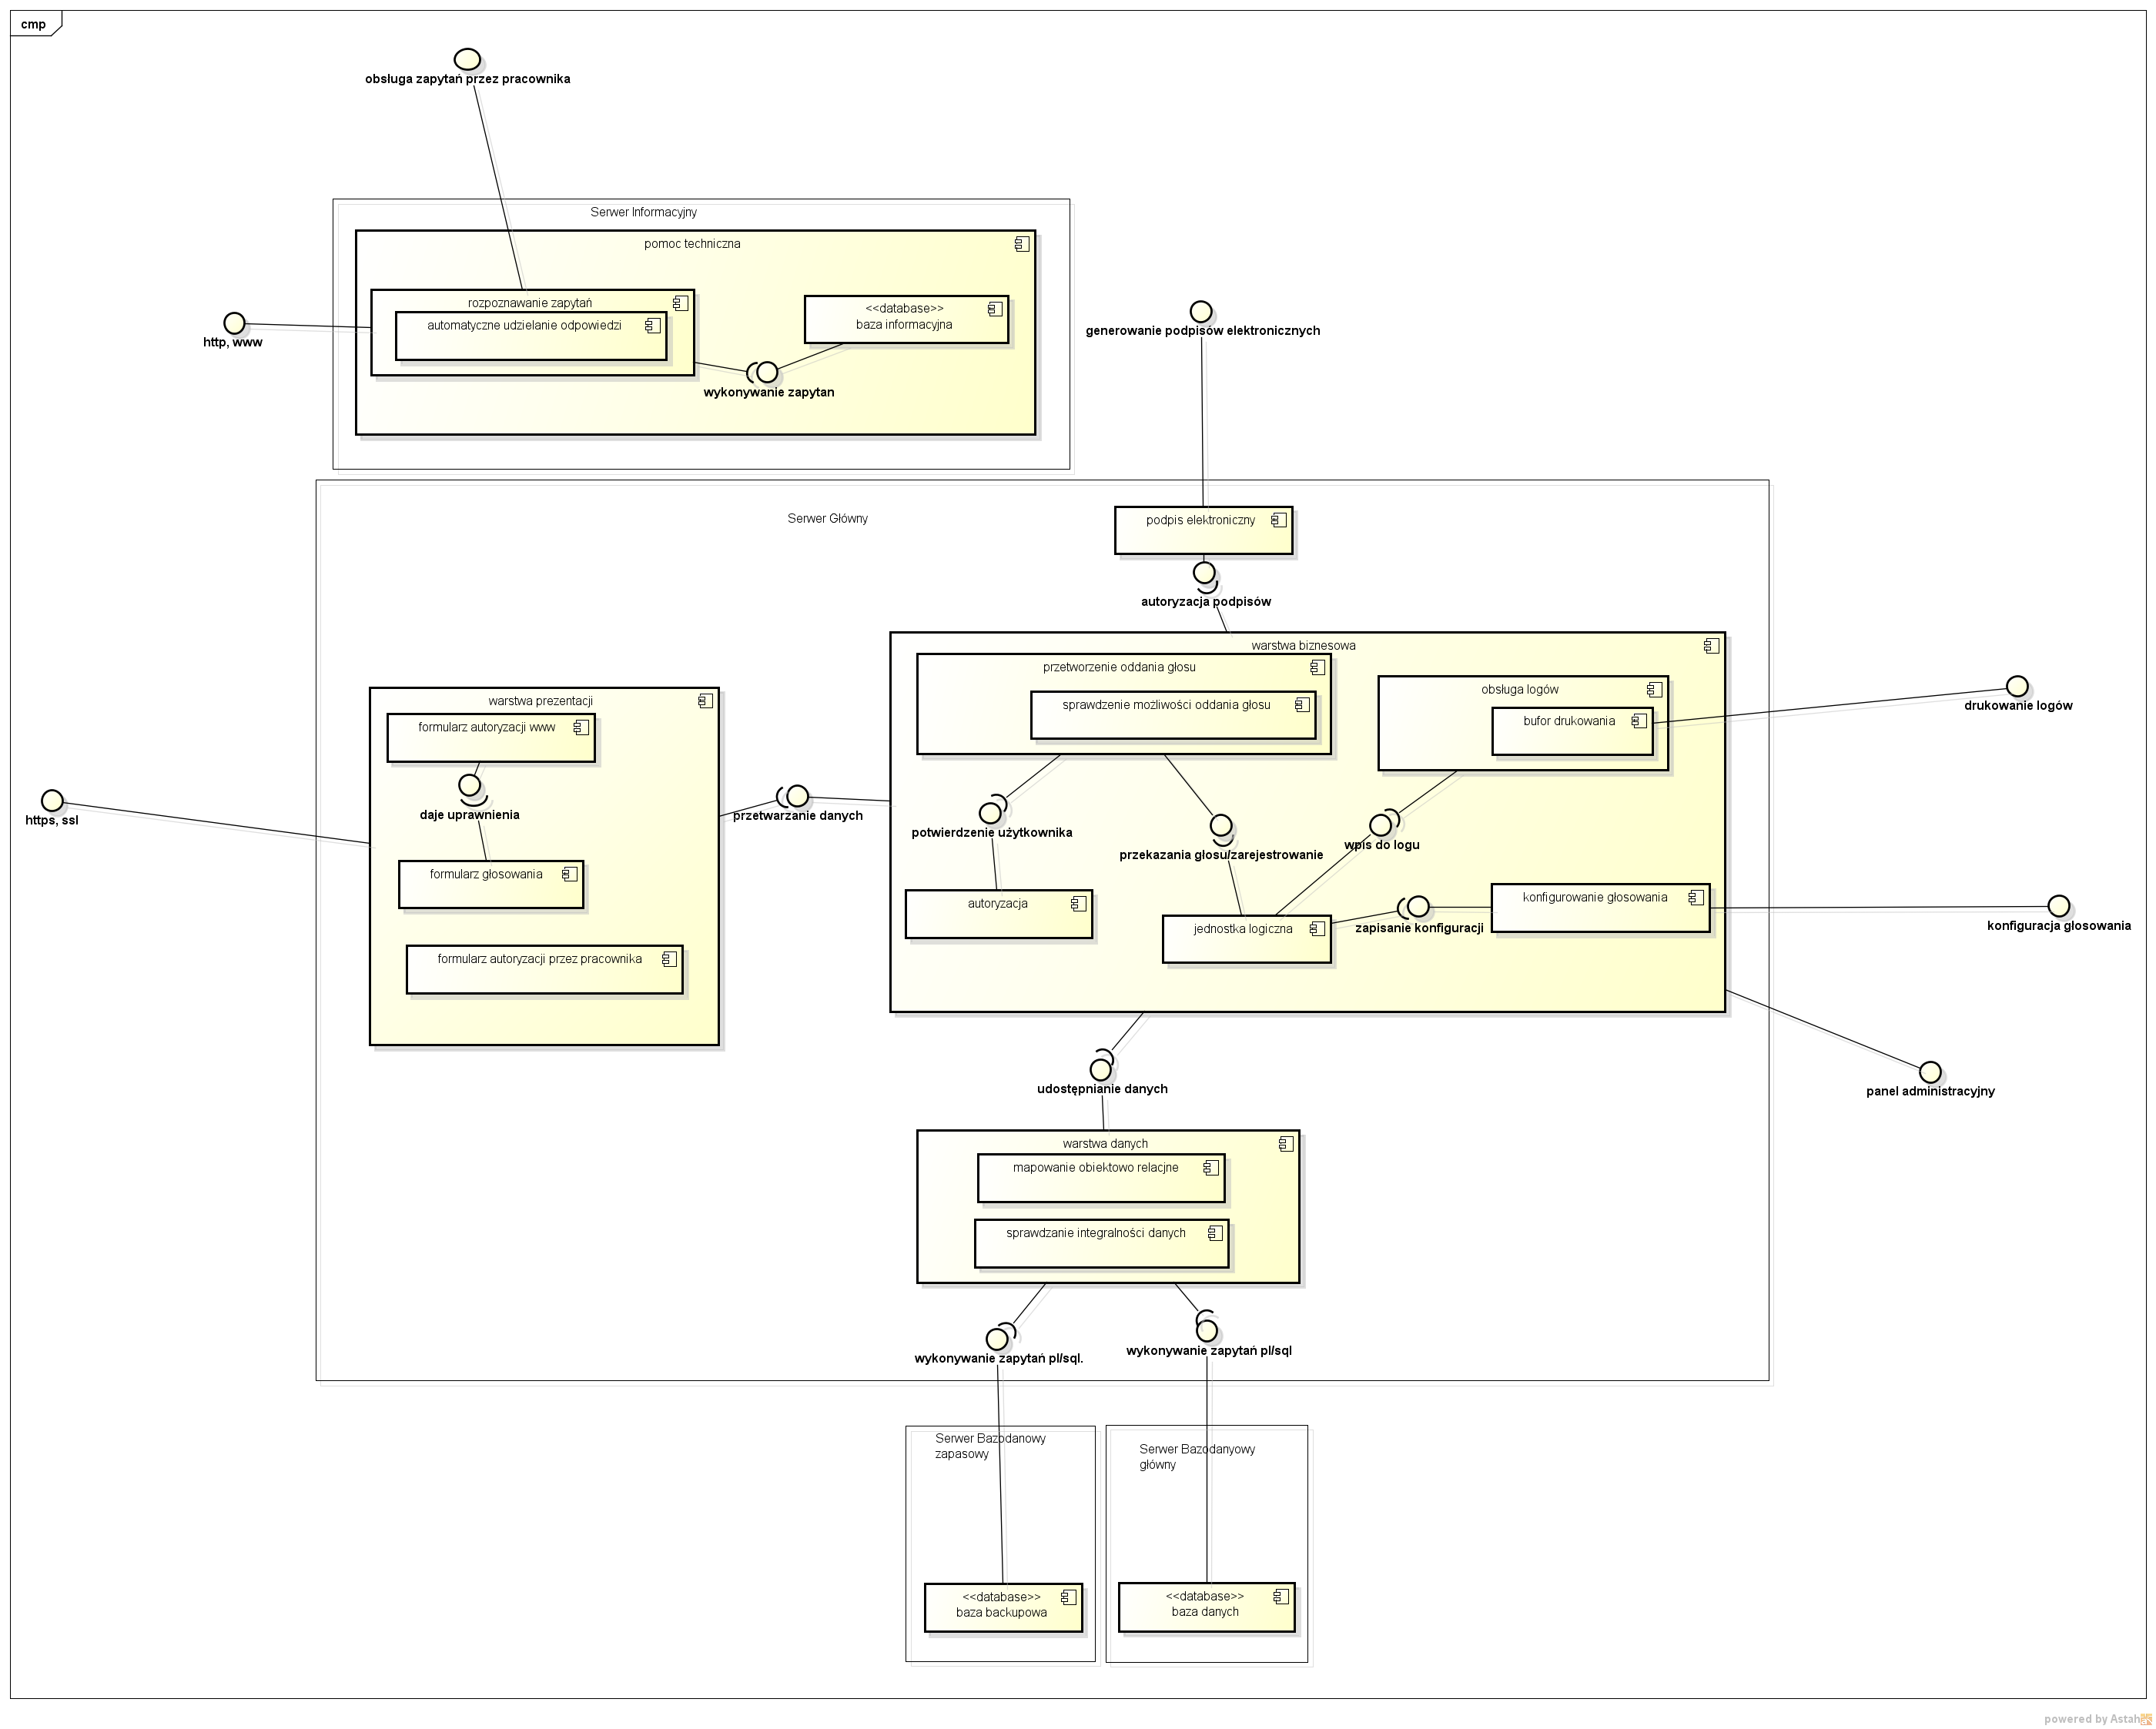 cmp
obsluga zapytań przez pracownika
Serwer Informacyjny
pomoc techniczna
rozpoznawanie zapytań
automatyczne udzielanie odpowiedzi
<<database>>
baza informacyjna
http, www
wykonywanie zapytan
generowanie podpisów elektronicznych
Serwer Główny
podpis elektroniczny
autoryzacja podpisów
warstwa biznesowa
przetworzenie oddania głosu
sprawdzenie możliwości oddania głosu
obsługa logów
bufor drukowania
drukowanie logów
warstwa prezentacji
formularz autoryzacji www
daje uprawnienia
https, ssl
przetwarzanie danych
potwierdzenie użytkownika
przekazania glosu/zarejestrowanie
wpis do logu
formularz głosowania
autoryzacja
jednostka logiczna
zapisanie konfiguracji
konfigurowanie głosowania
konfiguracja glosowania
formularz autoryzacji przez pracownika
udostępnianie danych
panel administracyjny
warstwa danych
mapowanie obiektowo relacjne
sprawdzanie integralności danych
wykonywanie zapytań pl/sql.
wykonywanie zapytań pl/sql
Serwer Bazodanowy
zapasowy
Serwer Bazodanyowy
główny
<<database>>
baza backupowa
<<database>>
baza danych
powered by Astah